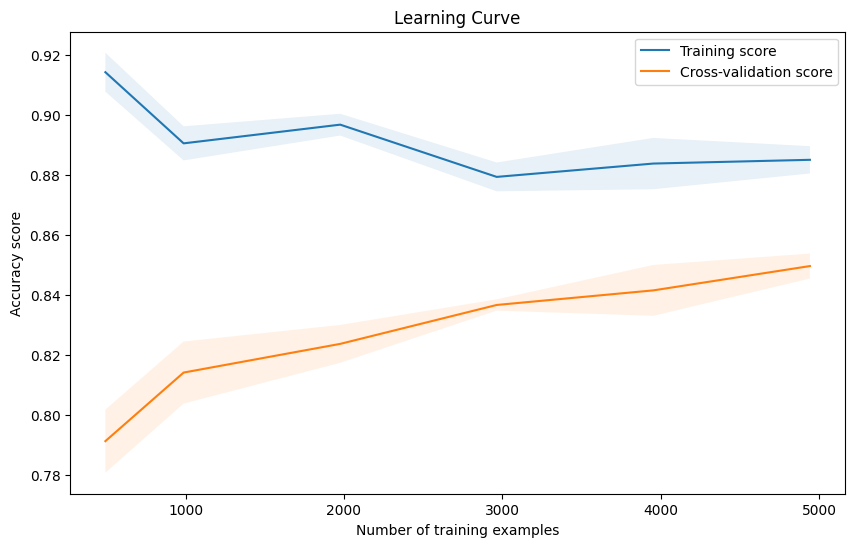 Learning Curve
Training score
Cross-validation score
0.92
0.90
0.88
0.86
0.84
0.82
0.80
0.78
Accuracy score
1000 2000 3000 4000 5000
Number of training examples